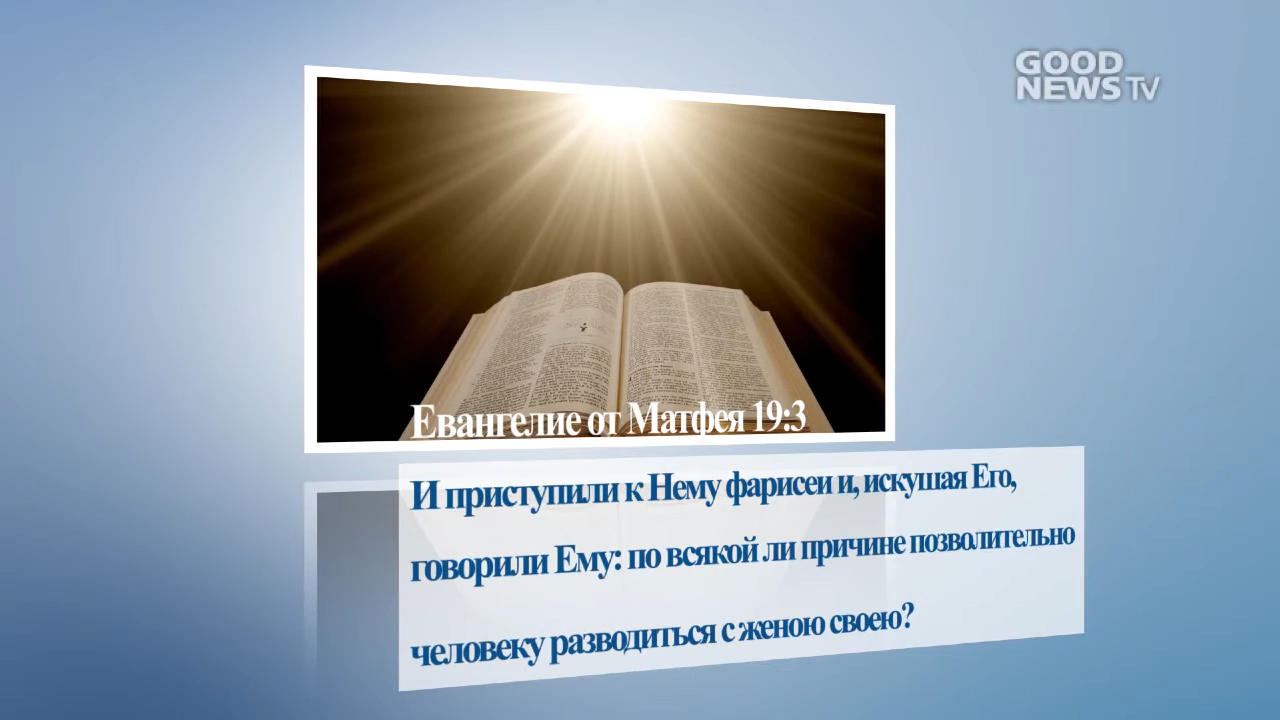 GOOD
NEWS TV
Евангелие от Матфея 19:3
И приступили к Нему фарисеи и, искушая Его,
говорили Ему: по всякой ли причине позволительно
человеку разводиться с женою своею?